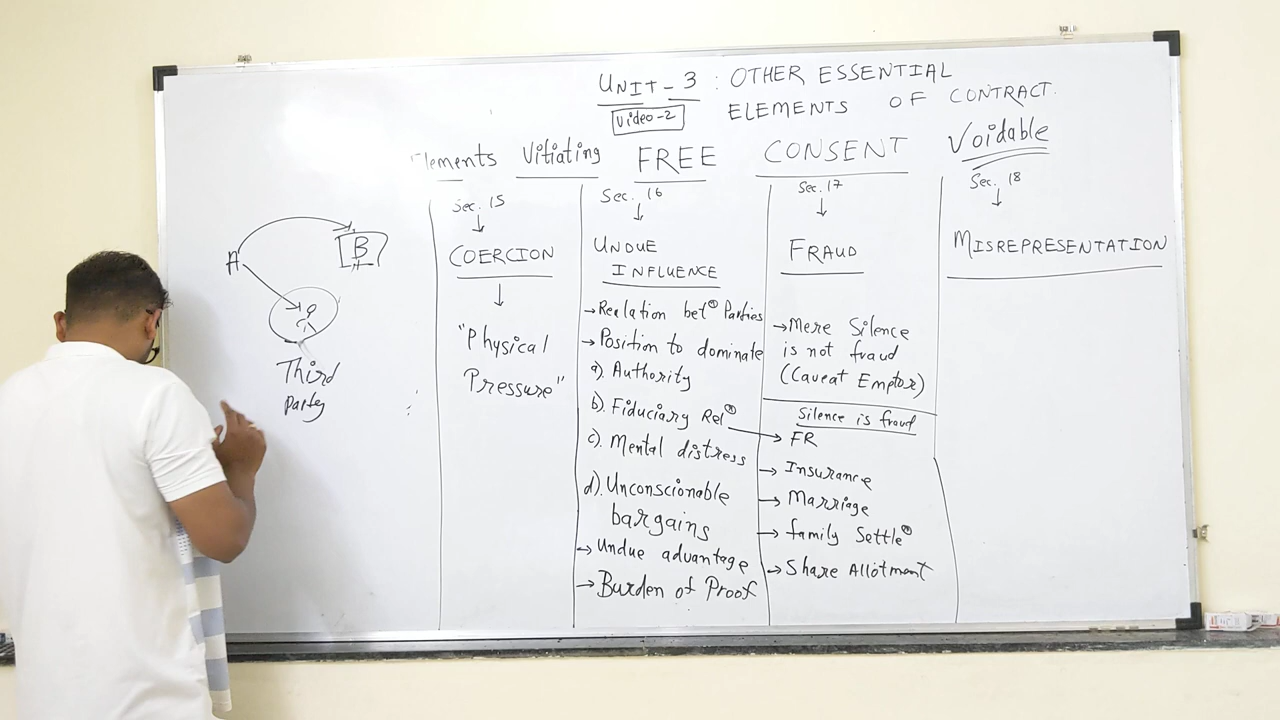 UNIT-3 : OTHER ESSENTIAL
ELEMENTS OF CONTRACT.
Video-2
Elements Vitiating FREE CONSENT
Voidable
A
B
Third
Party
Sec. 15
↓
COERCION
↓
"Physical
Pressure"
Sec. 16
↓
UNDUE
INFLUENCE
→ Realation betⁿ Parties
→ Position to dominate
a). Authority
b). Fiduciary Relⁿ
c). Mental distress
d). Unconscionable
bargains
→ Undue advantage
→ Burden of Proof
Sec. 17
↓
FRAUD
→ Mere Silence
is not fraud
(Caveat Emptor)
Silence is fraud
→ FR
→ Insurance
→ Marriage
→ family Settleⁿ
→ Share Allotment
Sec. 18
↓
MISREPRESENTATION